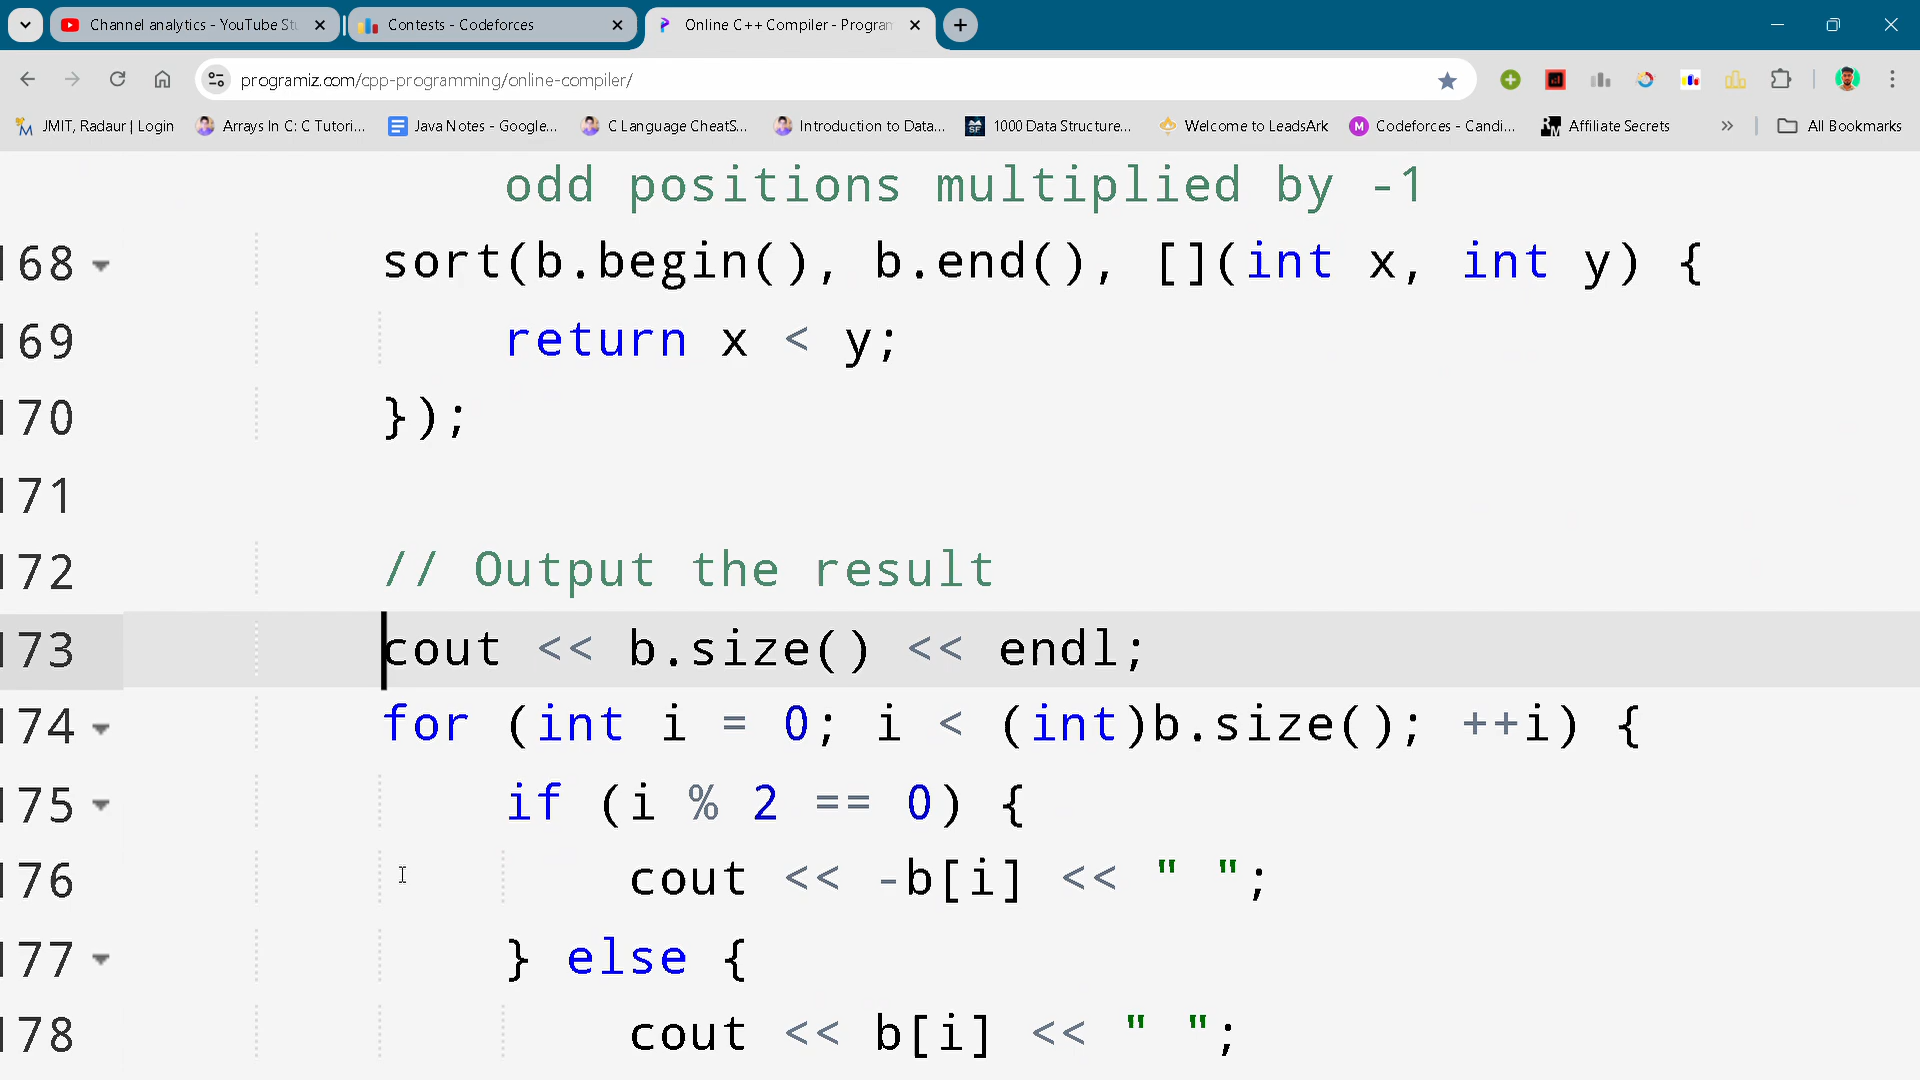 Channel analytics - YouTube St
Contests - Codeforces
Online C++ Compiler - Program
programiz.com/cpp-programming/online-compiler/
JMIT, Radaur | Login
Arrays In C: C Tutori...
Java Notes - Google...
C Language CheatS...
Introduction to Data...
1000 Data Structure...
Welcome to LeadsArk
Codeforces - Candi...
Affiliate Secrets
All Bookmarks
odd positions multiplied by -1
168 sort(b.begin(), b.end(), [](int x, int y) {
169 return x < y;
170 });
171
172 // Output the result
173 cout << b.size() << endl;
174 for (int i = 0; i < (int)b.size(); ++i) {
175 if (i % 2 == 0) {
176 cout << -b[i] << " ";
177 } else {
178 cout << b[i] << " ";